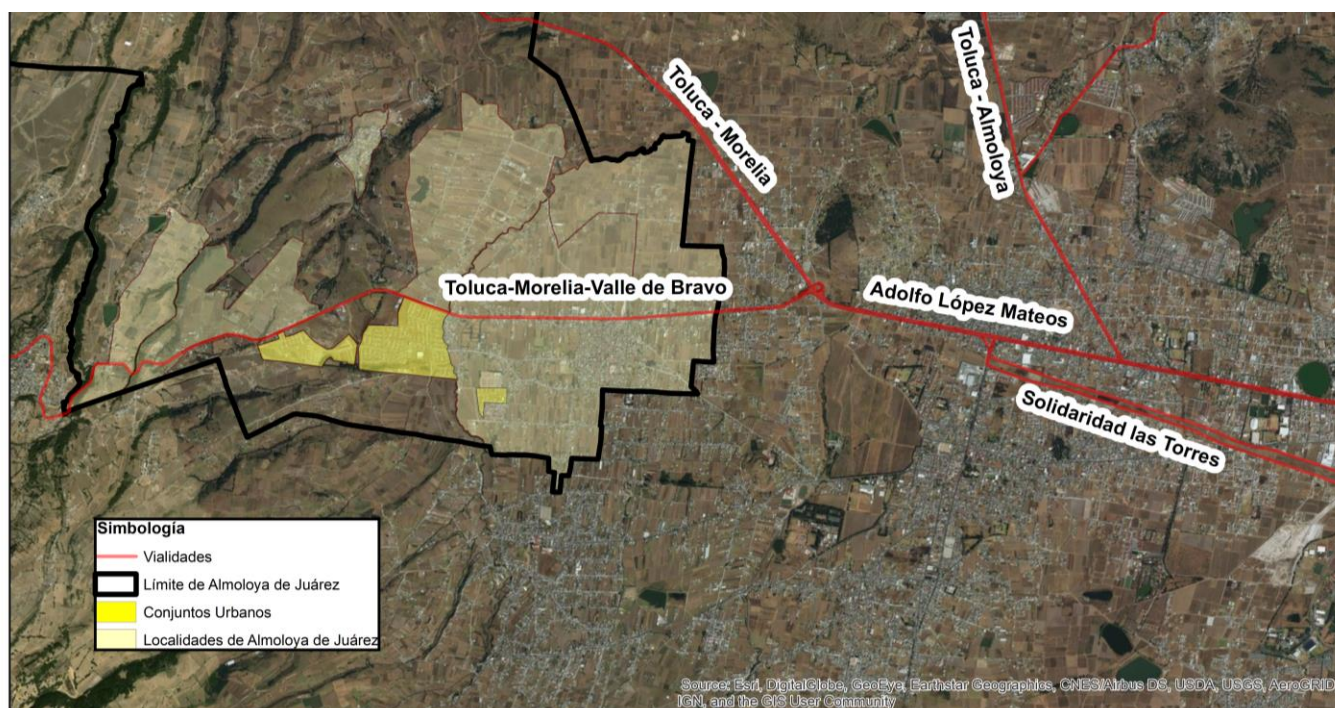 Toluca - Morelia
Toluca - Almoloya
Toluca-Morelia-Valle de Bravo
Adolfo López Mateos
Solidaridad las Torres
Simbología
Vialidades
Límite de Almoloya de Juárez
Conjuntos Urbanos
Localidades de Almoloya de Juárez
Source: Esri, DigitalGlobe, GeoEye, Earthstar Geographics, CNES/Airbus DS, USDA, USGS, AeroGRID
IGN, and the GIS User Community